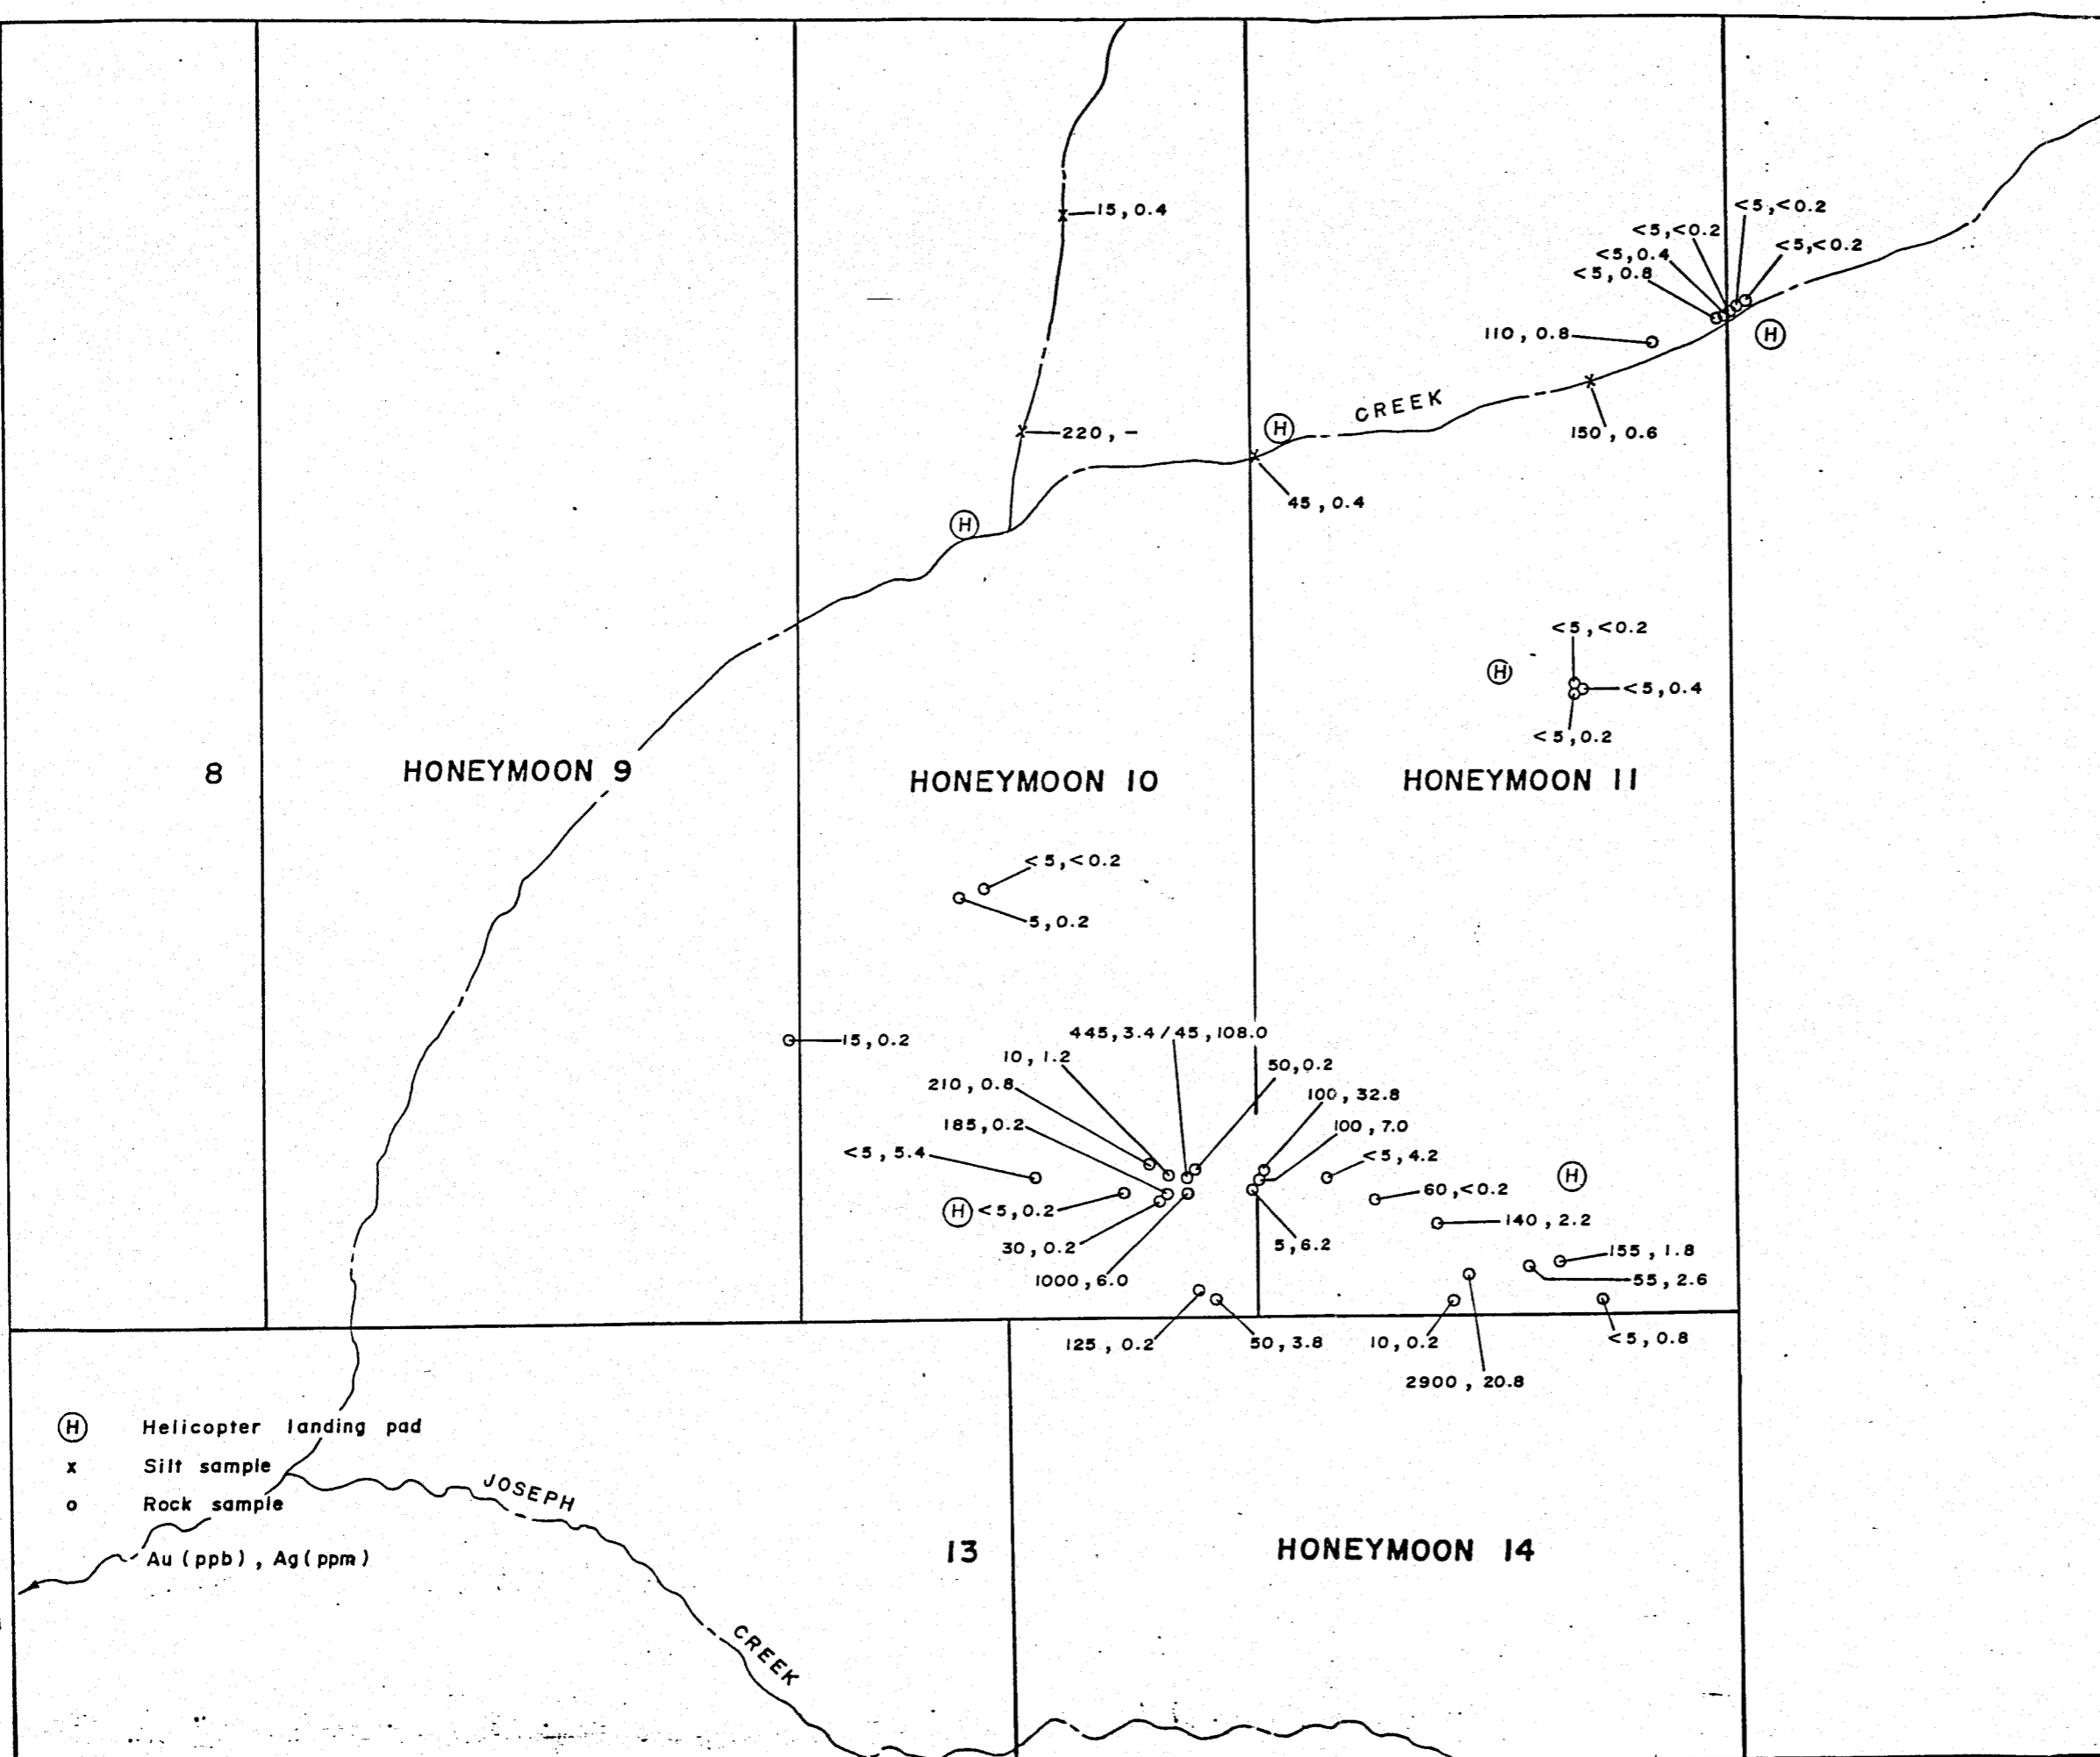 15, 0.4
<5, <0.2
<5, <0.2
<5, <0.2
<5, 0.4
<5, 0.8
110, 0.8
H
CREEK
H
220, –
150, 0.6
45, 0.4
H
<5, <0.2
H
<5, 0.4
<5, 0.2
8
HONEYMOON 9
HONEYMOON 10
HONEYMOON 11
<5, <0.2
5, 0.2
15, 0.2
445, 3.4 / 45, 108.0
10, 1.2
50, 0.2
210, 0.8
100, 32.8
185, 0.2
100, 7.0
<5, 5.4
<5, 4.2
H
60, <0.2
H
<5, 0.2
140, 2.2
30, 0.2
5, 6.2
155, 1.8
1000, 6.0
55, 2.6
125, 0.2
50, 3.8
10, 0.2
<5, 0.8
2900, 20.8
H Helicopter landing pad
x Silt sample
o Rock sample
Au (ppb), Ag (ppm)
JOSEPH
CREEK
13
HONEYMOON 14